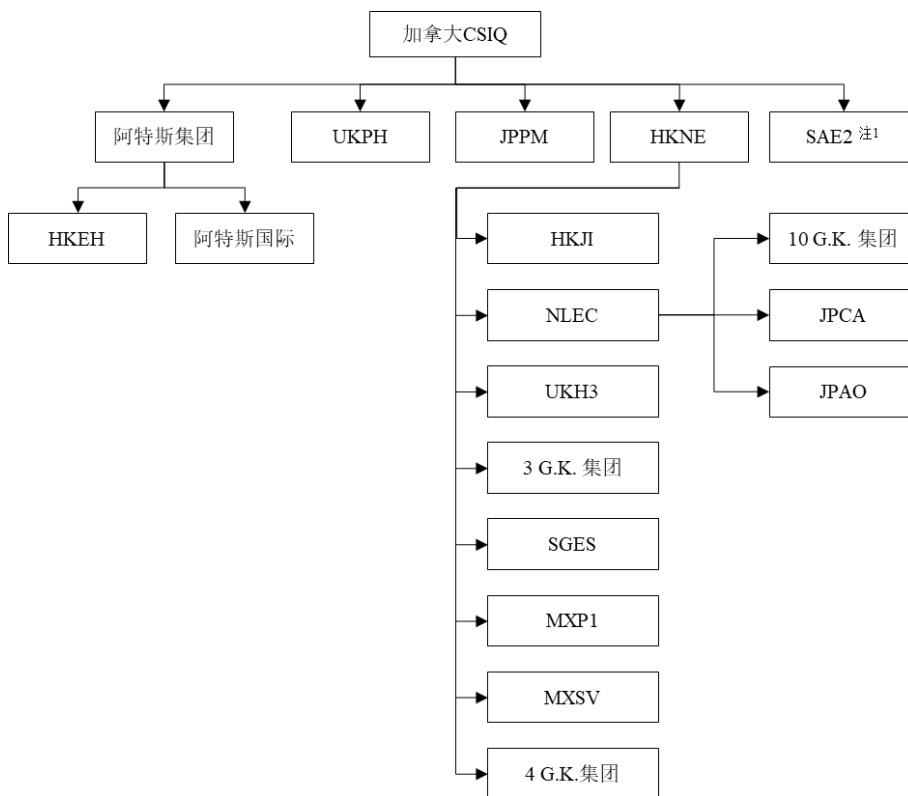 加拿大CSIQ
阿特斯集团
UKPH
JPPM
HKNE
SAE2 注1
HKEH
阿特斯国际
HKJI
10 G.K. 集团
NLEC
JPCA
UKH3
JPAO
3 G.K. 集团
SGES
MXP1
MXSV
4 G.K.集团